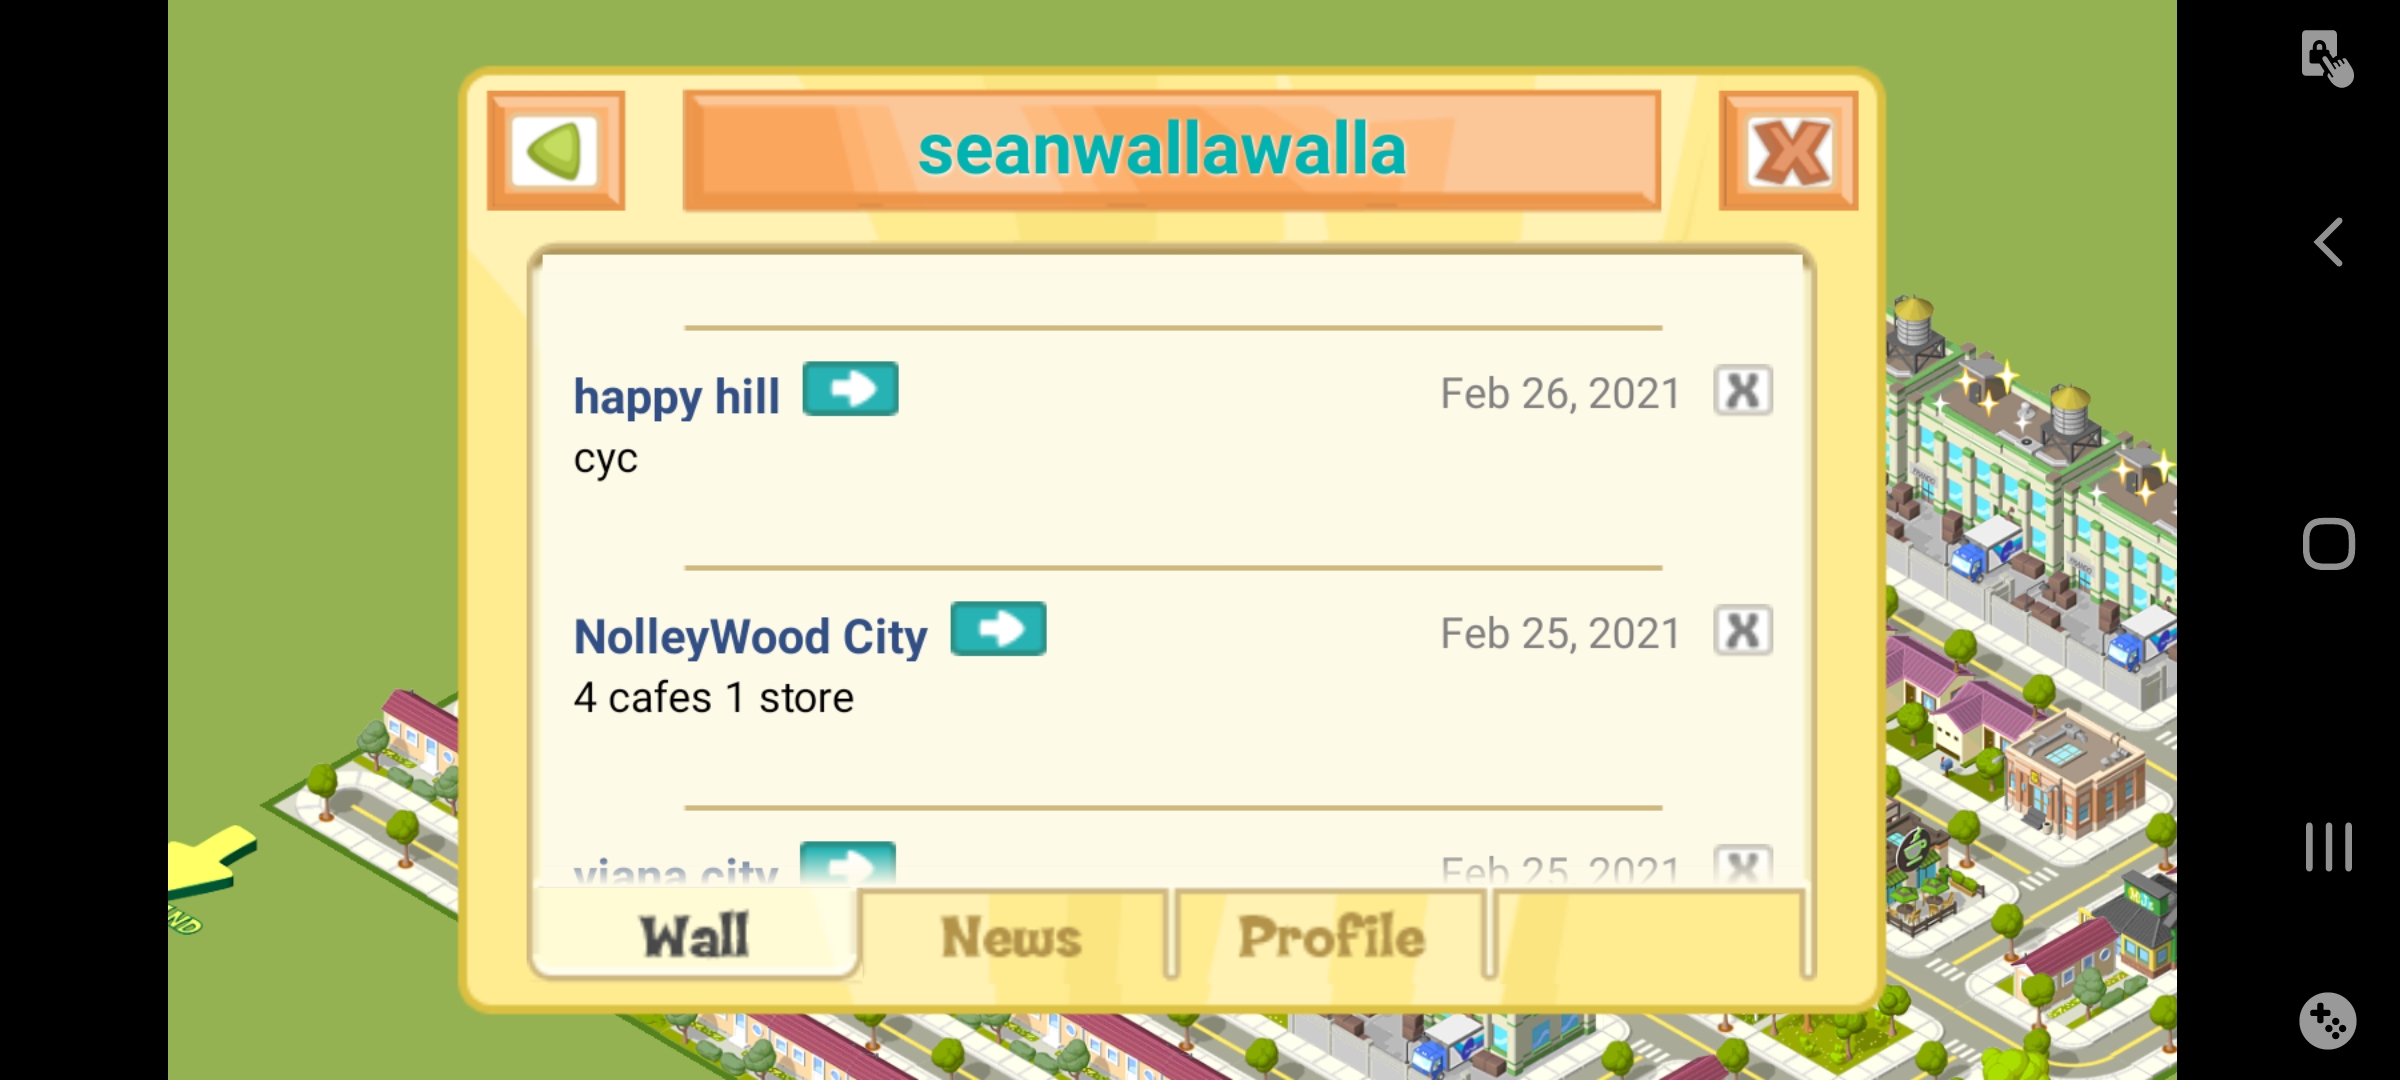 seanwallawalla
happy hill
Feb 26, 2021
cyc
NolleyWood City
Feb 25, 2021
4 cafes 1 store
viana city
Feb 25, 2021
Wall
News
Profile